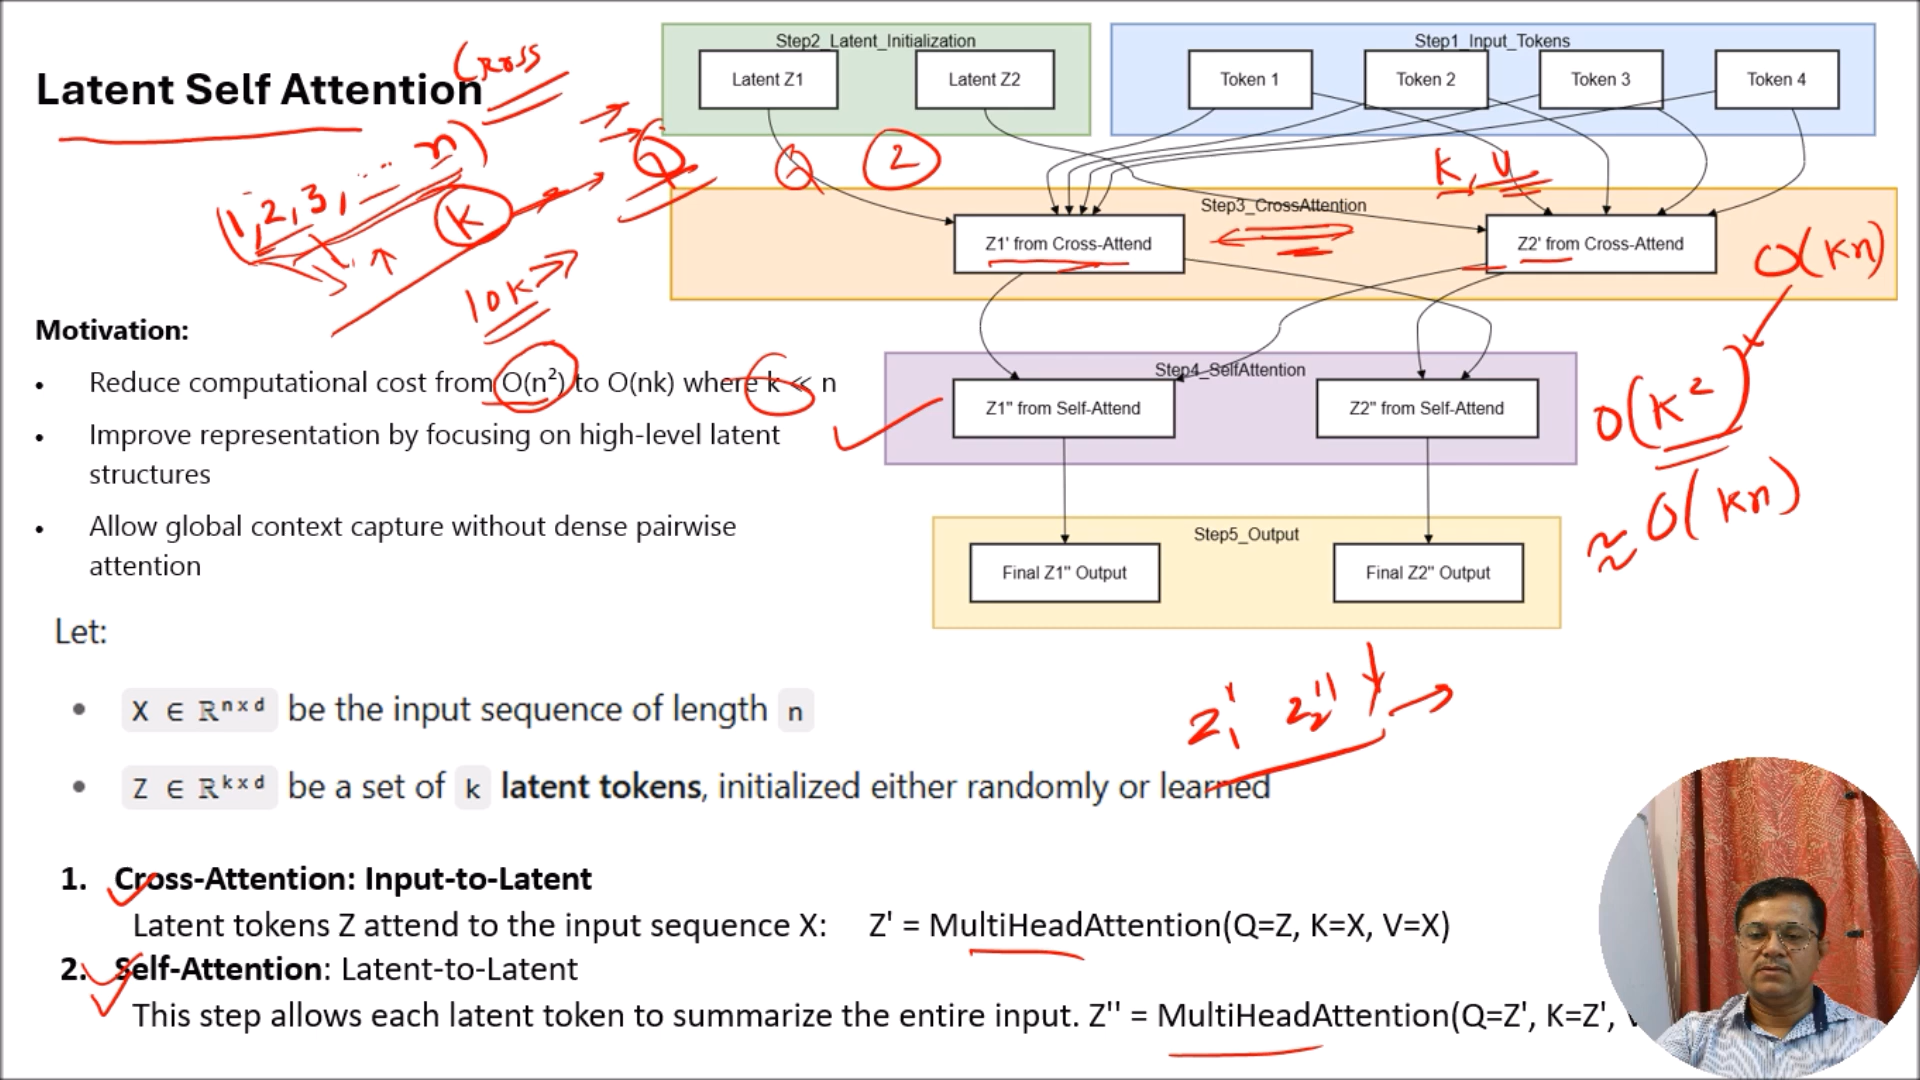 Latent Self Attention
Cross
(1, 2, 3, ... n)
K
Q
10K
Motivation:
• Reduce computational cost from O(n²) to O(nk) where k ≪ n
• Improve representation by focusing on high-level latent
structures
• Allow global context capture without dense pairwise
attention
Step2_Latent_Initialization
Latent Z1
Latent Z2
Step1_Input_Tokens
Token 1
Token 2
Token 3
Token 4
Q
2
K, V
Step3_CrossAttention
Z1' from Cross-Attend
Z2' from Cross-Attend
O(kn)
Step4_SelfAttention
Z1'' from Self-Attend
Z2'' from Self-Attend
O(K²)
≈ O(kn)
Step5_Output
Final Z1'' Output
Final Z2'' Output
Let:
• X ∈ ℝⁿˣᵈ be the input sequence of length n
• Z ∈ ℝᵏˣᵈ be a set of k latent tokens, initialized either randomly or learned
1. Cross-Attention: Input-to-Latent
Latent tokens Z attend to the input sequence X: Z' = MultiHeadAttention(Q=Z, K=X, V=X)
2. Self-Attention: Latent-to-Latent
This step allows each latent token to summarize the entire input. Z'' = MultiHeadAttention(Q=Z', K=Z',